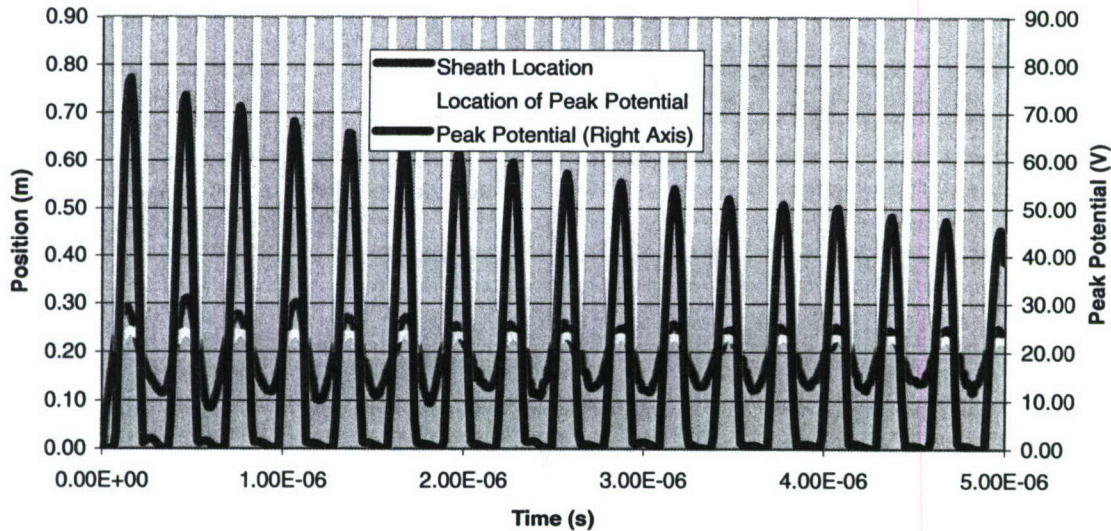 0.90
0.80
0.70
0.60
0.50
0.40
0.30
0.20
0.10
0.00
Position (m)
Sheath Location
Location of Peak Potential
Peak Potential (Right Axis)
90.00
80.00
70.00
60.00
50.00
40.00
30.00
20.00
10.00
0.00
Peak Potential (V)
0.00E+00 1.00E-06 2.00E-06 3.00E-06 4.00E-06 5.00E-06
Time (s)